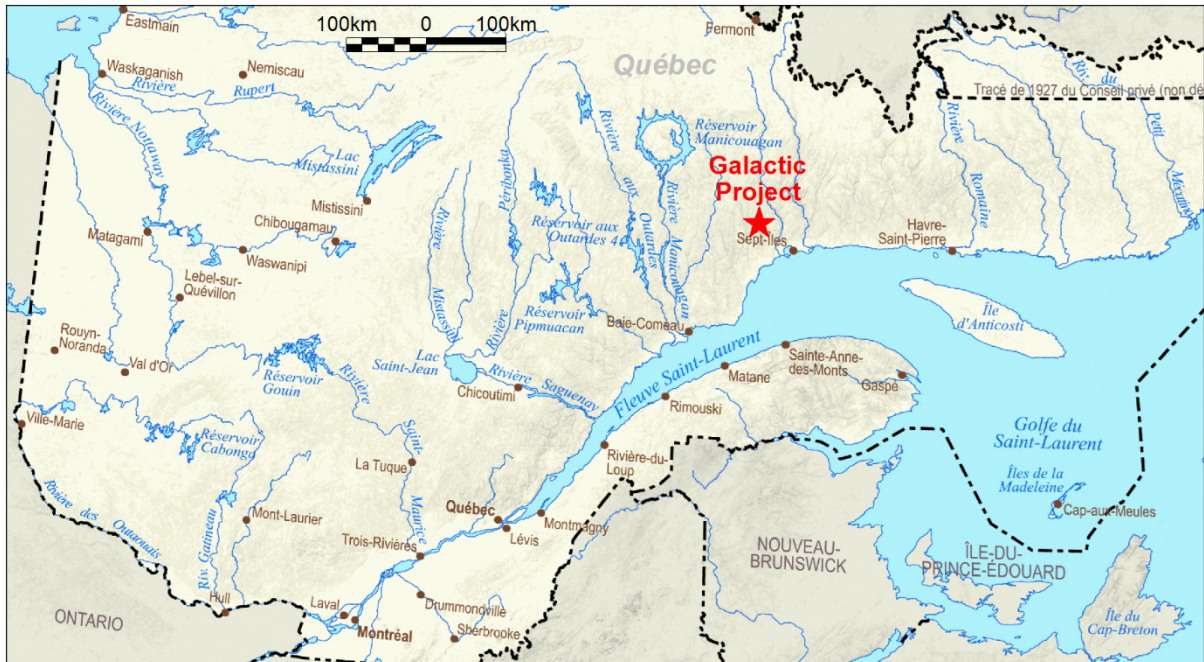 100km 0 100km
Eastmain
Fermont
Québec
Waskaganish
Nemiscau
Rivière
Rupert
Riv. du
Petit
Mécatina
Tracé de 1927 du Conseil privé (non dé
Rivière Nottaway
Lac
Mistassini
Péribonka
Rivière
aux
Outardes
Réservoir
Manicouagan
Rivière
Romaine
Galactic
Project
Mistissini
Rivière
Mistassini
Rivière Manicouagan
Chibougamau
Matagami
Waswanipi
Réservoir aux
Outardes 4
Sept-Iles
Havre-
Saint-Pierre
Lebel-sur-
Quévillon
Réservoir
Pipmuacan
Rivière
Baie-Comeau
Île
d'Anticosti
Rouyn-
Noranda
Val d'Or
Réservoir
Gouin
Rivière
Saint-
Maurice
Lac
Saint-Jean
Rivière Saguenay
Chicoutimi
Fleuve Saint-Laurent
Sainte-Anne-
des-Monts
Matane
Gaspé
Rimouski
Ville-Marie
Réservoir
Cabonga
La Tuque
Rivière-du-
Loup
Golfe du
Saint-Laurent
Îles de la
Madeleine
Cap-aux-Meules
Rivière des Outaouais
Riv. Gatineau
Mont-Laurier
Québec
Lévis
Montmagny
Trois-Rivières
NOUVEAU-
BRUNSWICK
ÎLE-DU-
PRINCE-ÉDOUARD
Hull
Laval
Montréal
Drummondville
Sherbrooke
ONTARIO
Île du
Cap-Breton